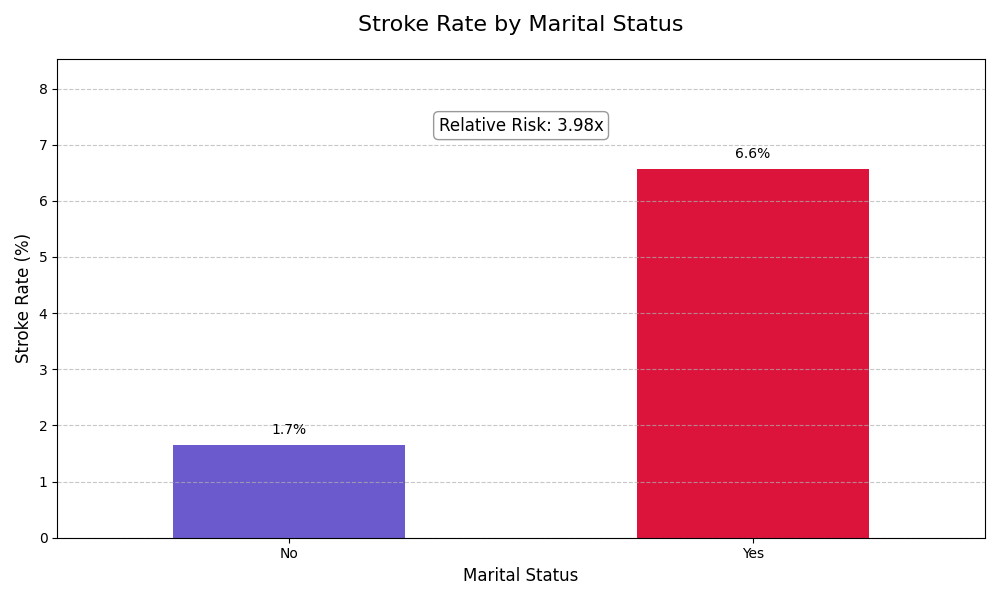 Stroke Rate by Marital Status
Stroke Rate (%)
8
7
6
5
4
3
2
1
0
Relative Risk: 3.98x
1.7%
6.6%
No
Yes
Marital Status